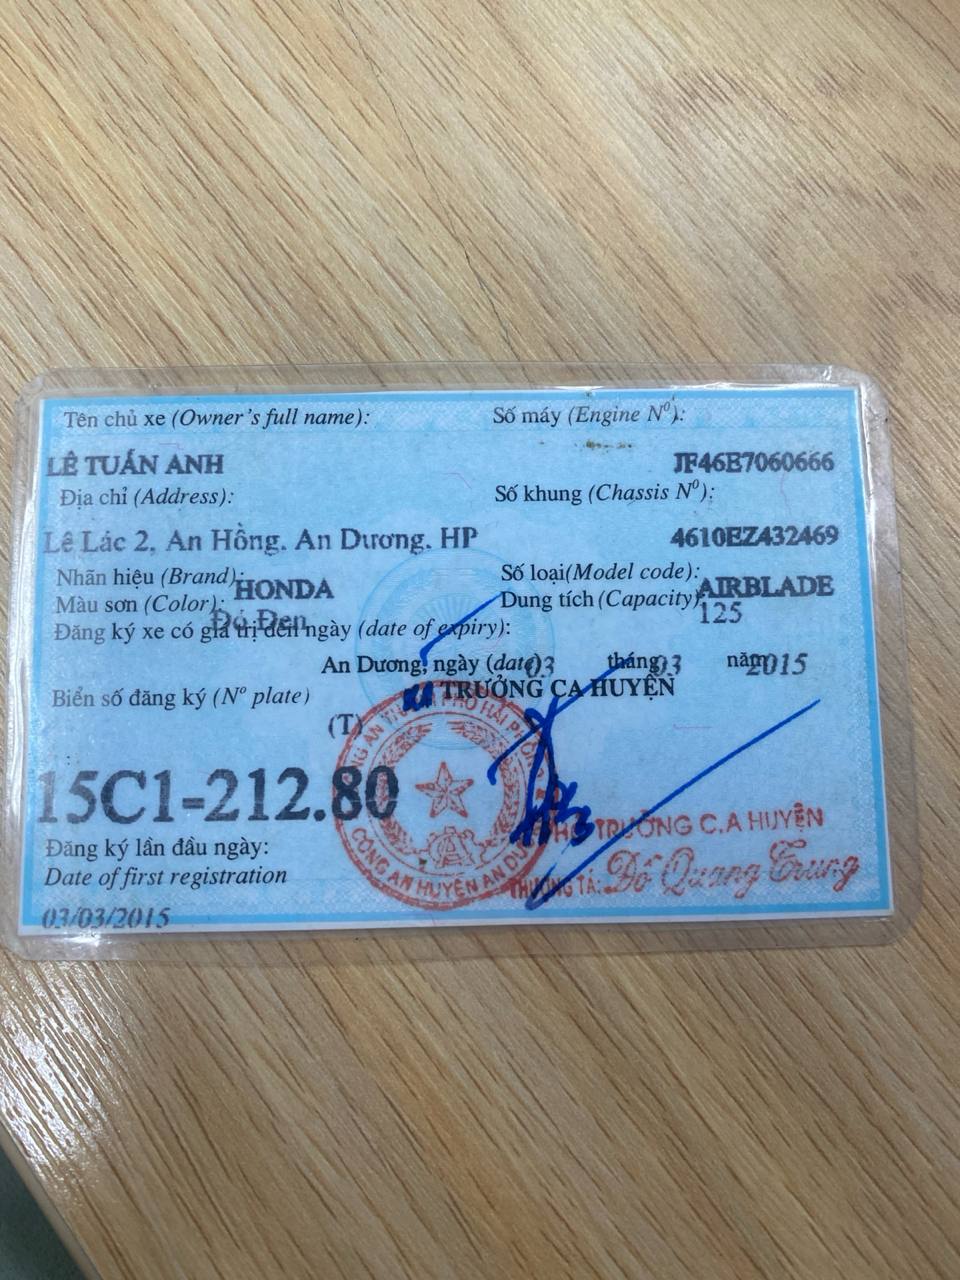 Tên chủ xe (Owner's full name):
Số máy (Engine Nº):
LÊ TUẤN ANH
JF46E7060666
Địa chỉ (Address):
Số khung (Chassis Nº):
Lê Lác 2, An Hồng, An Dương, HP
4610EZ432469
Nhãn hiệu (Brand): HONDA
Số loại(Model code): AIRBLADE
Màu sơn (Color): Đỏ Đen
Dung tích (Capacity): 125
Đăng ký xe có giá trị đến ngày (date of expiry):
An Dương, ngày (date) 03 tháng 03 năm 2015
Biển số đăng ký (Nº plate)
TRƯỞNG CA HUYỆN
(T)
15C1-212.80
CÔNG AN THÀNH PHỐ HẢI PHÒNG
CÔNG AN HUYỆN AN DƯƠNG
PHÓ TRƯỞNG C.A HUYỆN
THƯỢNG TÁ: Đỗ Quang Trung
Đăng ký lần đầu ngày:
Date of first registration
03/03/2015